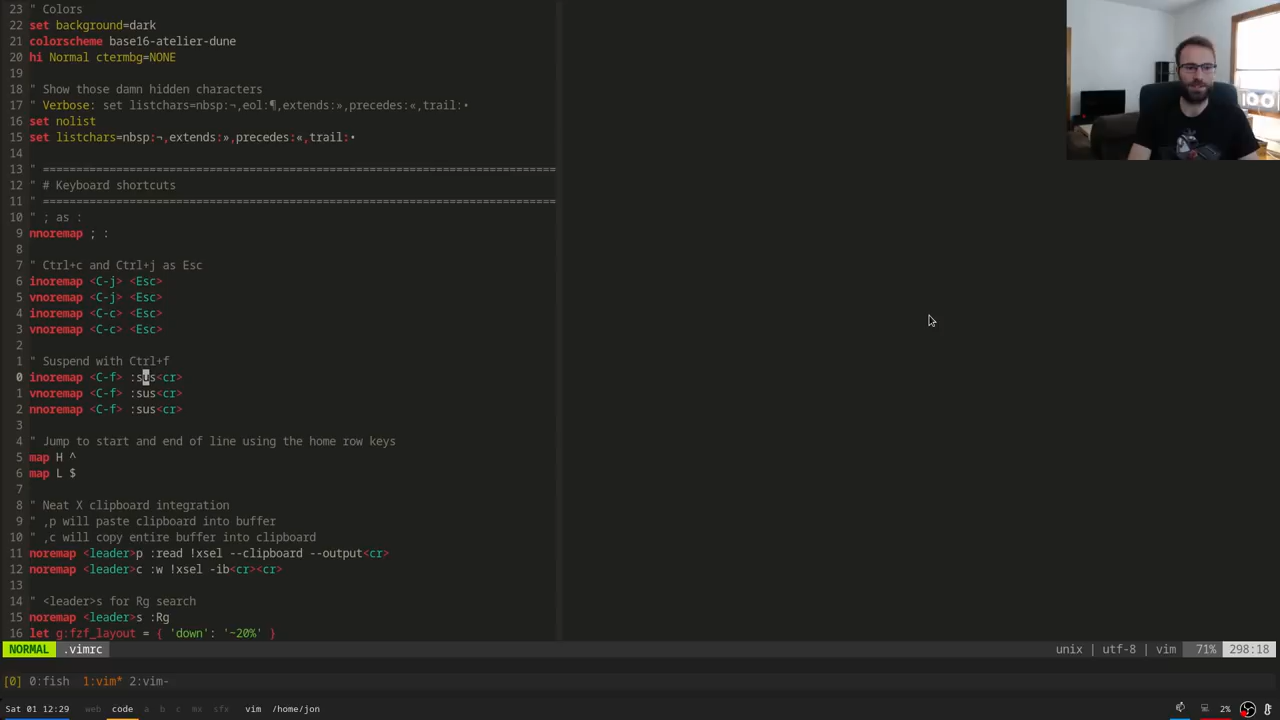 23 " Colors
22 set background=dark
21 colorscheme base16-atelier-dune
20 hi Normal ctermbg=NONE
19
18 " Show those damn hidden characters
17 " Verbose: set listchars=nbsp:¬,eol:¶,extends:»,precedes:«,trail:•
16 set nolist
15 set listchars=nbsp:¬,extends:»,precedes:«,trail:•
14
13 " =============================================================================
12 " # Keyboard shortcuts
11 " =============================================================================
10 " ; as :
9 nnoremap ; :
8
7 " Ctrl+c and Ctrl+j as Esc
6 inoremap <C-j> <Esc>
5 vnoremap <C-j> <Esc>
4 inoremap <C-c> <Esc>
3 vnoremap <C-c> <Esc>
2
1 " Suspend with Ctrl+f
0 inoremap <C-f> :sus<cr>
1 vnoremap <C-f> :sus<cr>
2 nnoremap <C-f> :sus<cr>
3
4 " Jump to start and end of line using the home row keys
5 map H ^
6 map L $
7
8 " Neat X clipboard integration
9 " ,p will paste clipboard into buffer
10 " ,c will copy entire buffer into clipboard
11 noremap <leader>p :read !xsel --clipboard --output<cr>
12 noremap <leader>c :w !xsel -ib<cr><cr>
13
14 " <leader>s for Rg search
15 noremap <leader>s :Rg
16 let g:fzf_layout = { 'down': '~20%' }
NORMAL .vimrc unix | utf-8 | vim 71% 298:18
[0] 0:fish 1:vim* 2:vim-
Sat 01 12:29 web code a b c mx sfx vim /home/jon 2%
100